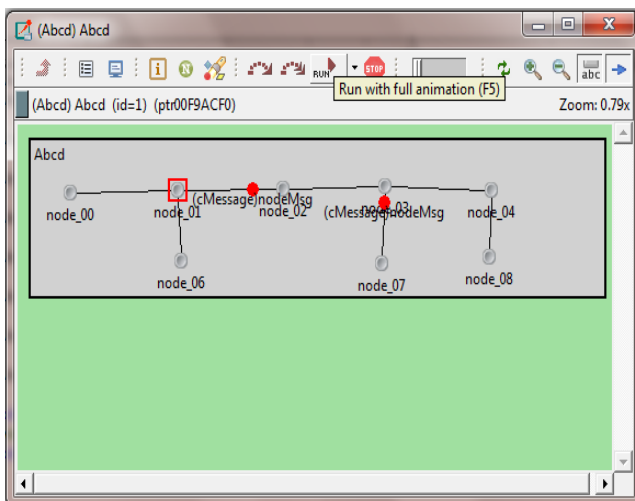 (Abcd) Abcd
RUN
STOP
abc
Run with full animation (F5)
(Abcd) Abcd (id=1) (ptr00F9ACF0)
Zoom: 0.79x
Abcd
(cMessage)nodeMsg
node_00
node_01
node_02
(cMessage)nodeMsg
node_03
node_04
node_06
node_07
node_08